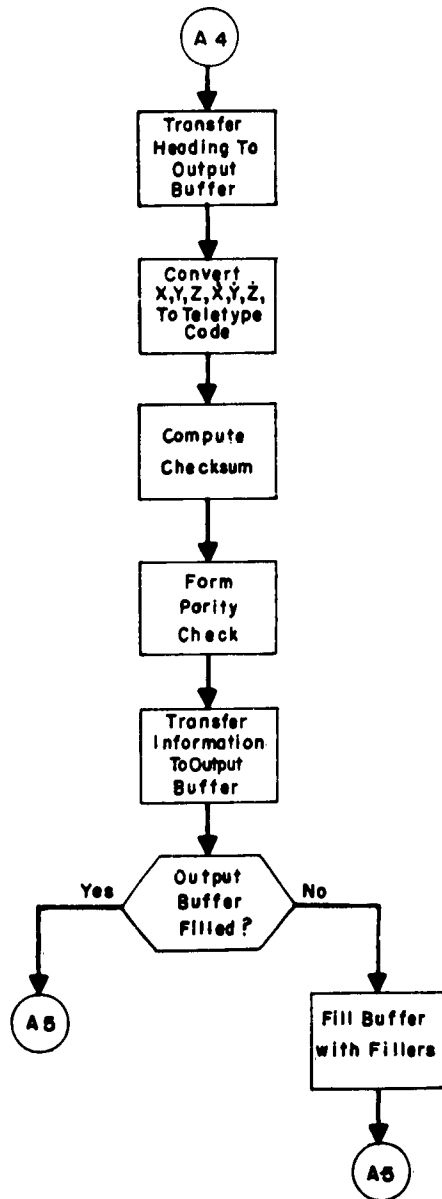 A 4
Transfer
Heading To
Output
Buffer
Convert
X,Y,Z,Ẋ,Ẏ,Ż,
To Teletype
Code
Compute
Checksum
Form
Parity
Check
Transfer
Information
To Output
Buffer
Output
Buffer
Filled?
Yes
No
A5
Fill Buffer
with Fillers
A5